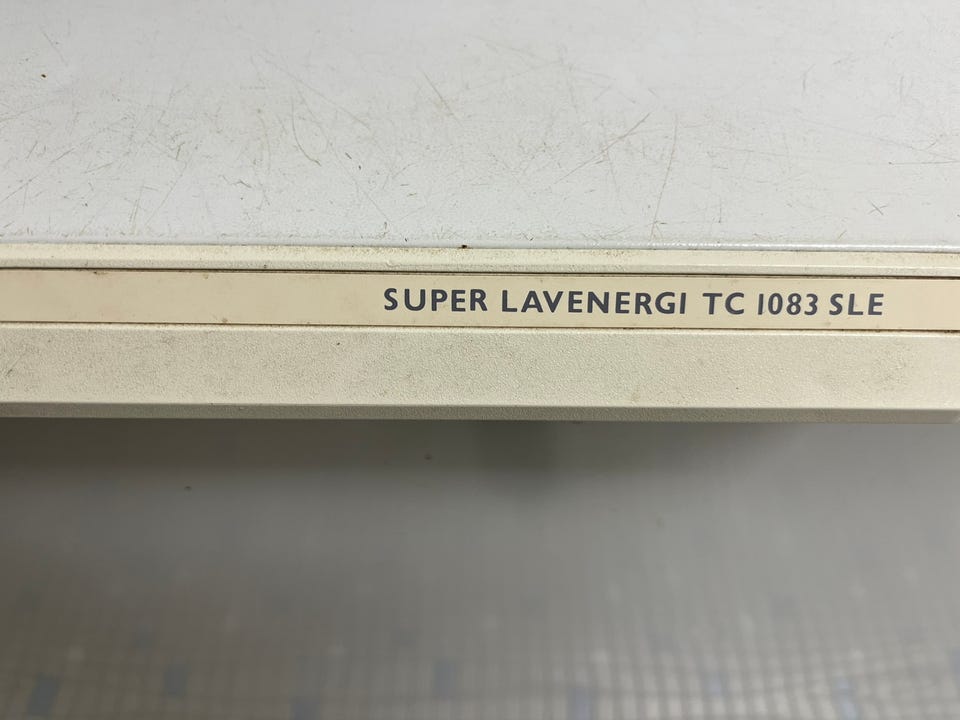 SUPER LAVENERGI TC 1083 SLE